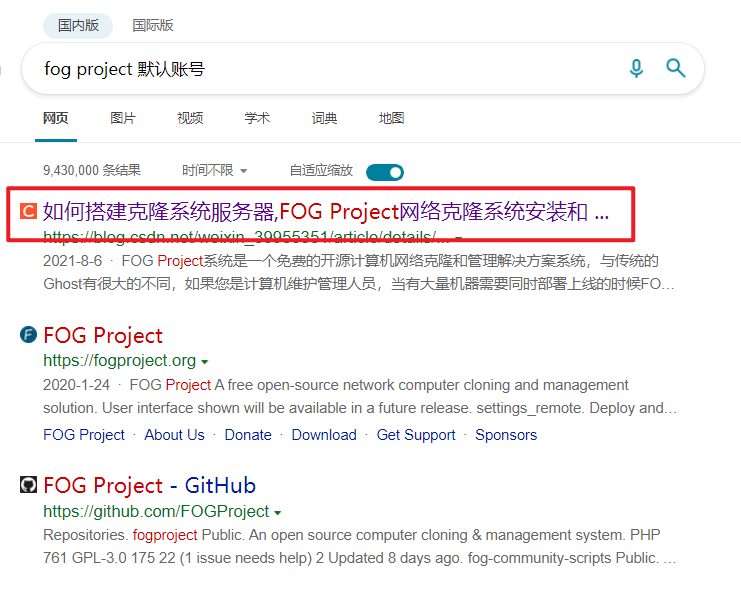 国内版 国际版
fog project 默认账号
网页 图片 视频 学术 词典 地图
9,430,000 条结果 时间不限 自适应缩放
如何搭建克隆系统服务器,FOG Project网络克隆系统安装和 ...
https://blog.csdn.net/weixin_39955351/article/details/...
2021-8-6 · FOG Project系统是一个免费的开源计算机网络克隆和管理解决方案系统，与传统的
Ghost有很大的不同，如果您是计算机维护管理人员，当有大量机器需要同时部署上线的时候FO...
FOG Project
https://fogproject.org
2020-1-24 · FOG Project A free open-source network computer cloning and management
solution. User interface shown will be available in a future release. settings_remote. Deploy and...
FOG Project · About Us · Donate · Download · Get Support · Sponsors
FOG Project - GitHub
https://github.com/FOGProject
Repositories. fogproject Public. An open source computer cloning & management system. PHP
761 GPL-3.0 175 22 (1 issue needs help) 2 Updated 8 days ago. fog-community-scripts Public. ...